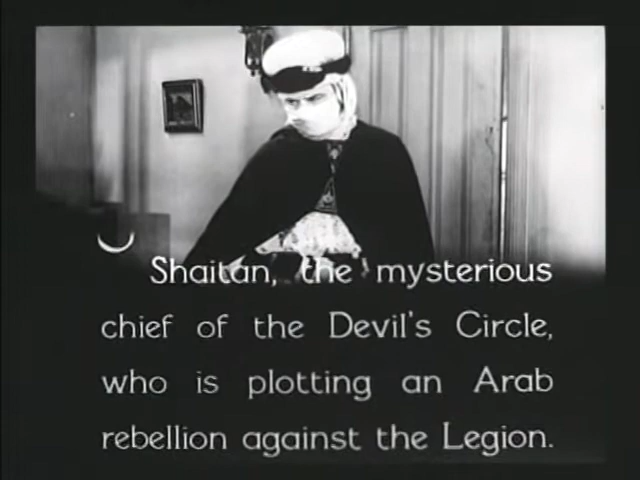 Shaitan, the mysterious
chief of the Devil's Circle,
who is plotting an Arab
rebellion against the Legion.